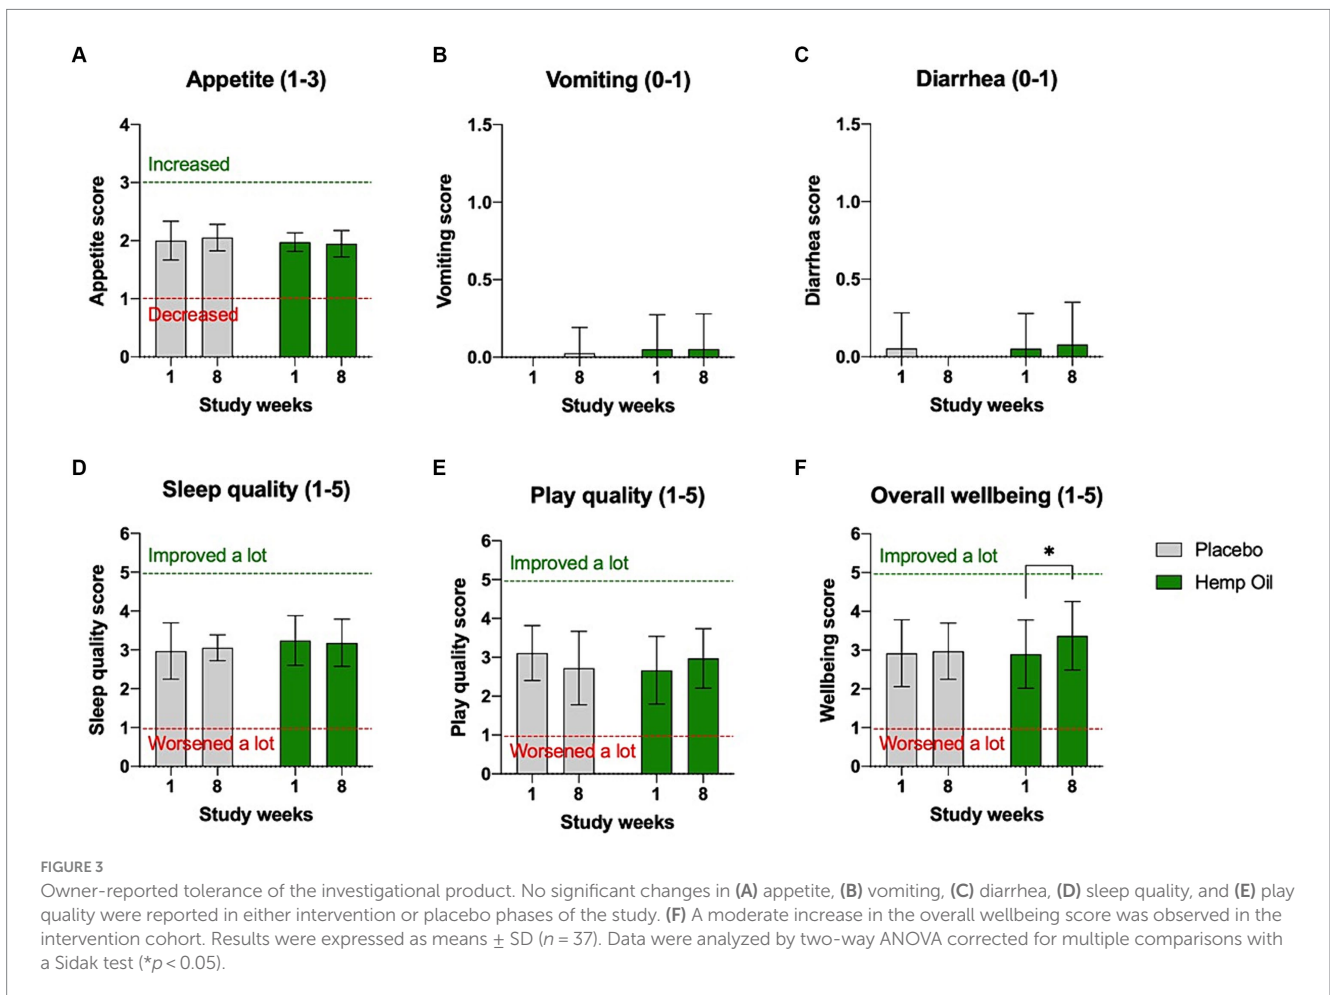 A
Appetite (1-3)
Appetite score
4
3
2
1
0
Increased
Decreased
1 8 1 8
Study weeks
B
Vomiting (0-1)
Vomiting score
1.5
1.0
0.5
0.0
1 8 1 8
Study weeks
C
Diarrhea (0-1)
Diarrhea score
1.5
1.0
0.5
0.0
1 8 1 8
Study weeks
D
Sleep quality (1-5)
Sleep quality score
6
5
4
3
2
1
0
Improved a lot
Worsened a lot
1 8 1 8
Study weeks
E
Play quality (1-5)
Play quality score
6
5
4
3
2
1
0
Improved a lot
Worsened a lot
1 8 1 8
Study weeks
F
Overall wellbeing (1-5)
Wellbeing score
6
5
4
3
2
1
0
Improved a lot
*
Worsened a lot
1 8 1 8
Study weeks
Placebo
Hemp Oil
FIGURE 3
Owner-reported tolerance of the investigational product. No significant changes in (A) appetite, (B) vomiting, (C) diarrhea, (D) sleep quality, and (E) play
quality were reported in either intervention or placebo phases of the study. (F) A moderate increase in the overall wellbeing score was observed in the
intervention cohort. Results were expressed as means ± SD (n = 37). Data were analyzed by two-way ANOVA corrected for multiple comparisons with
a Sidak test (*p < 0.05).